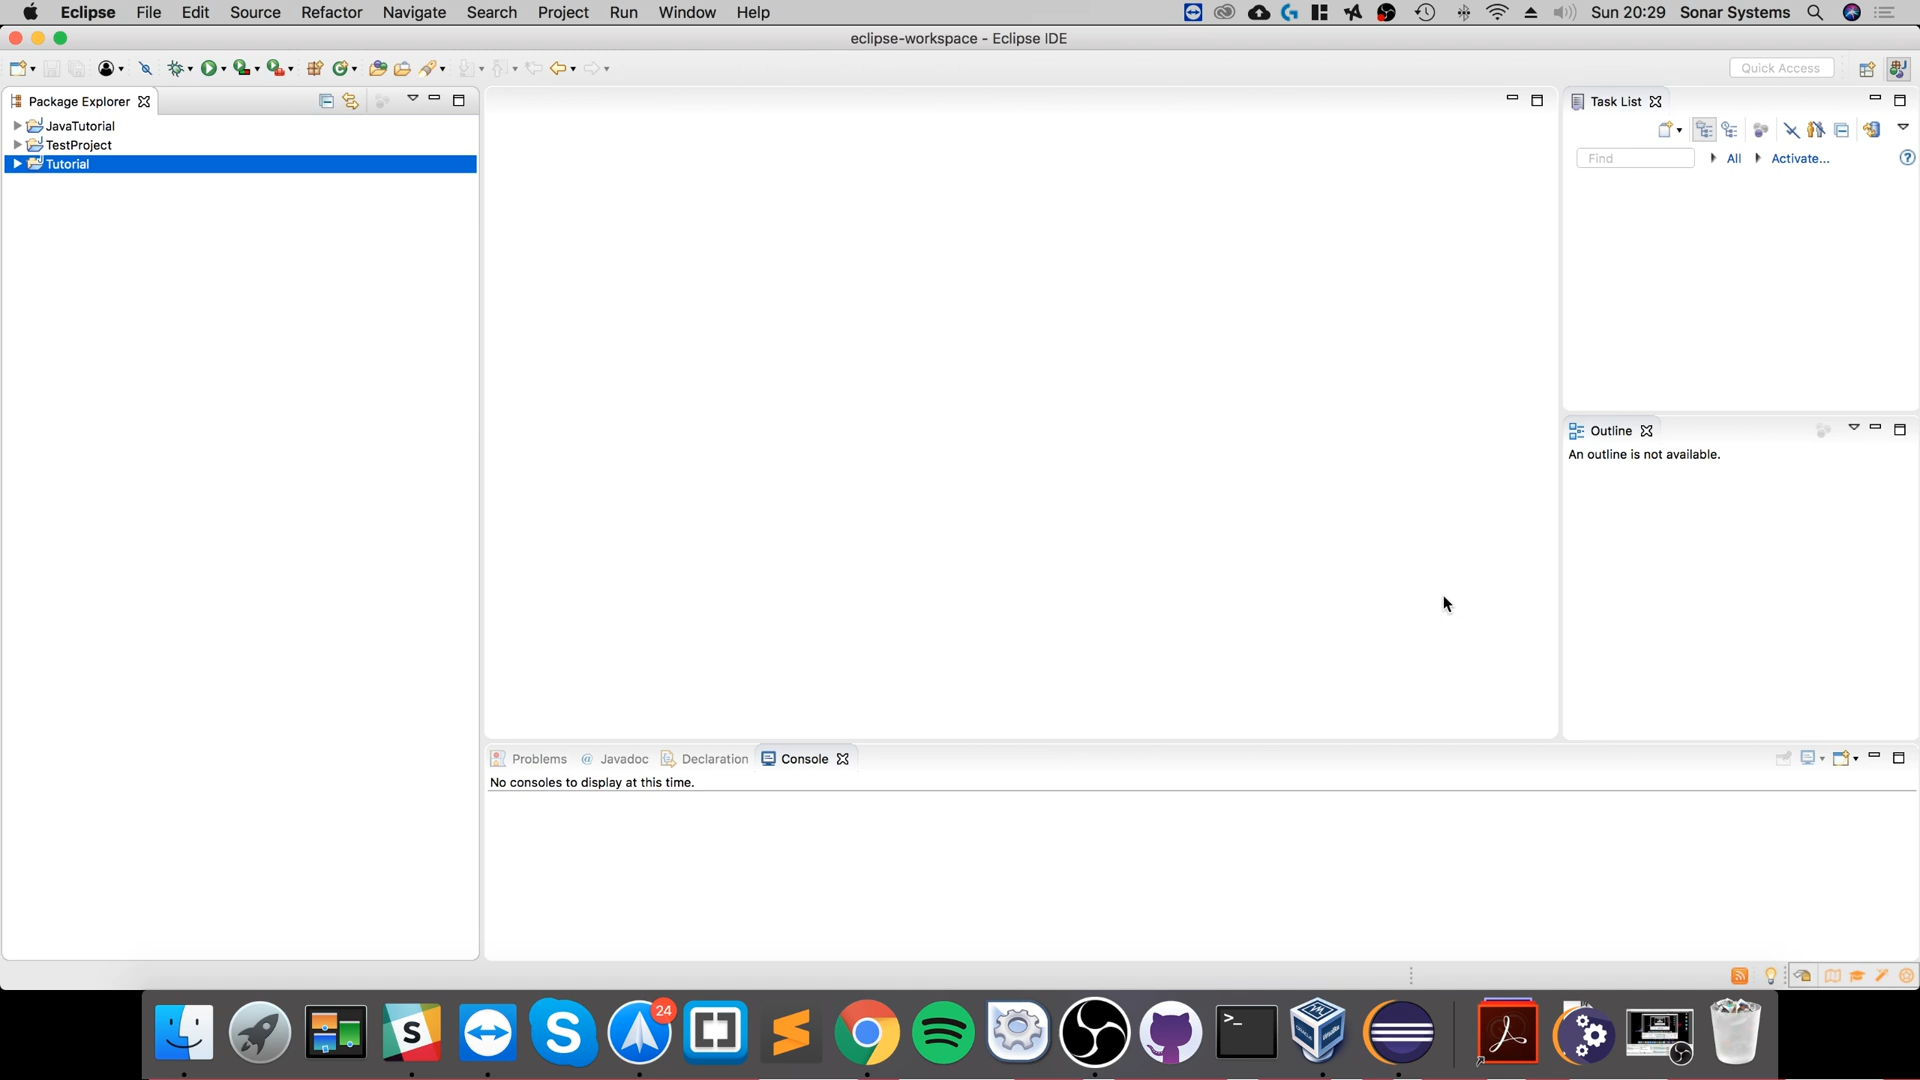 Eclipse File Edit Source Refactor Navigate Search Project Run Window Help Sun 20:29 Sonar Systems
eclipse-workspace - Eclipse IDE
Quick Access
Package Explorer
JavaTutorial
TestProject
Tutorial
Task List
Find All Activate...
Outline
An outline is not available.
Problems @ Javadoc Declaration Console
No consoles to display at this time.
24